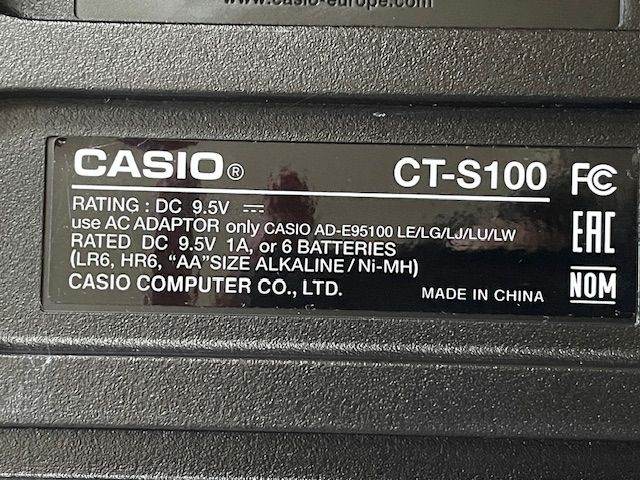 www.casio-europe.com
CASIO® CT-S100 FC
RATING : DC 9.5V ⎓
use AC ADAPTOR only CASIO AD-E95100 LE/LG/LJ/LU/LW
RATED DC 9.5V 1A, or 6 BATTERIES
(LR6, HR6, “AA”SIZE ALKALINE / Ni-MH)
CASIO COMPUTER CO., LTD. MADE IN CHINA
EAC
NOM